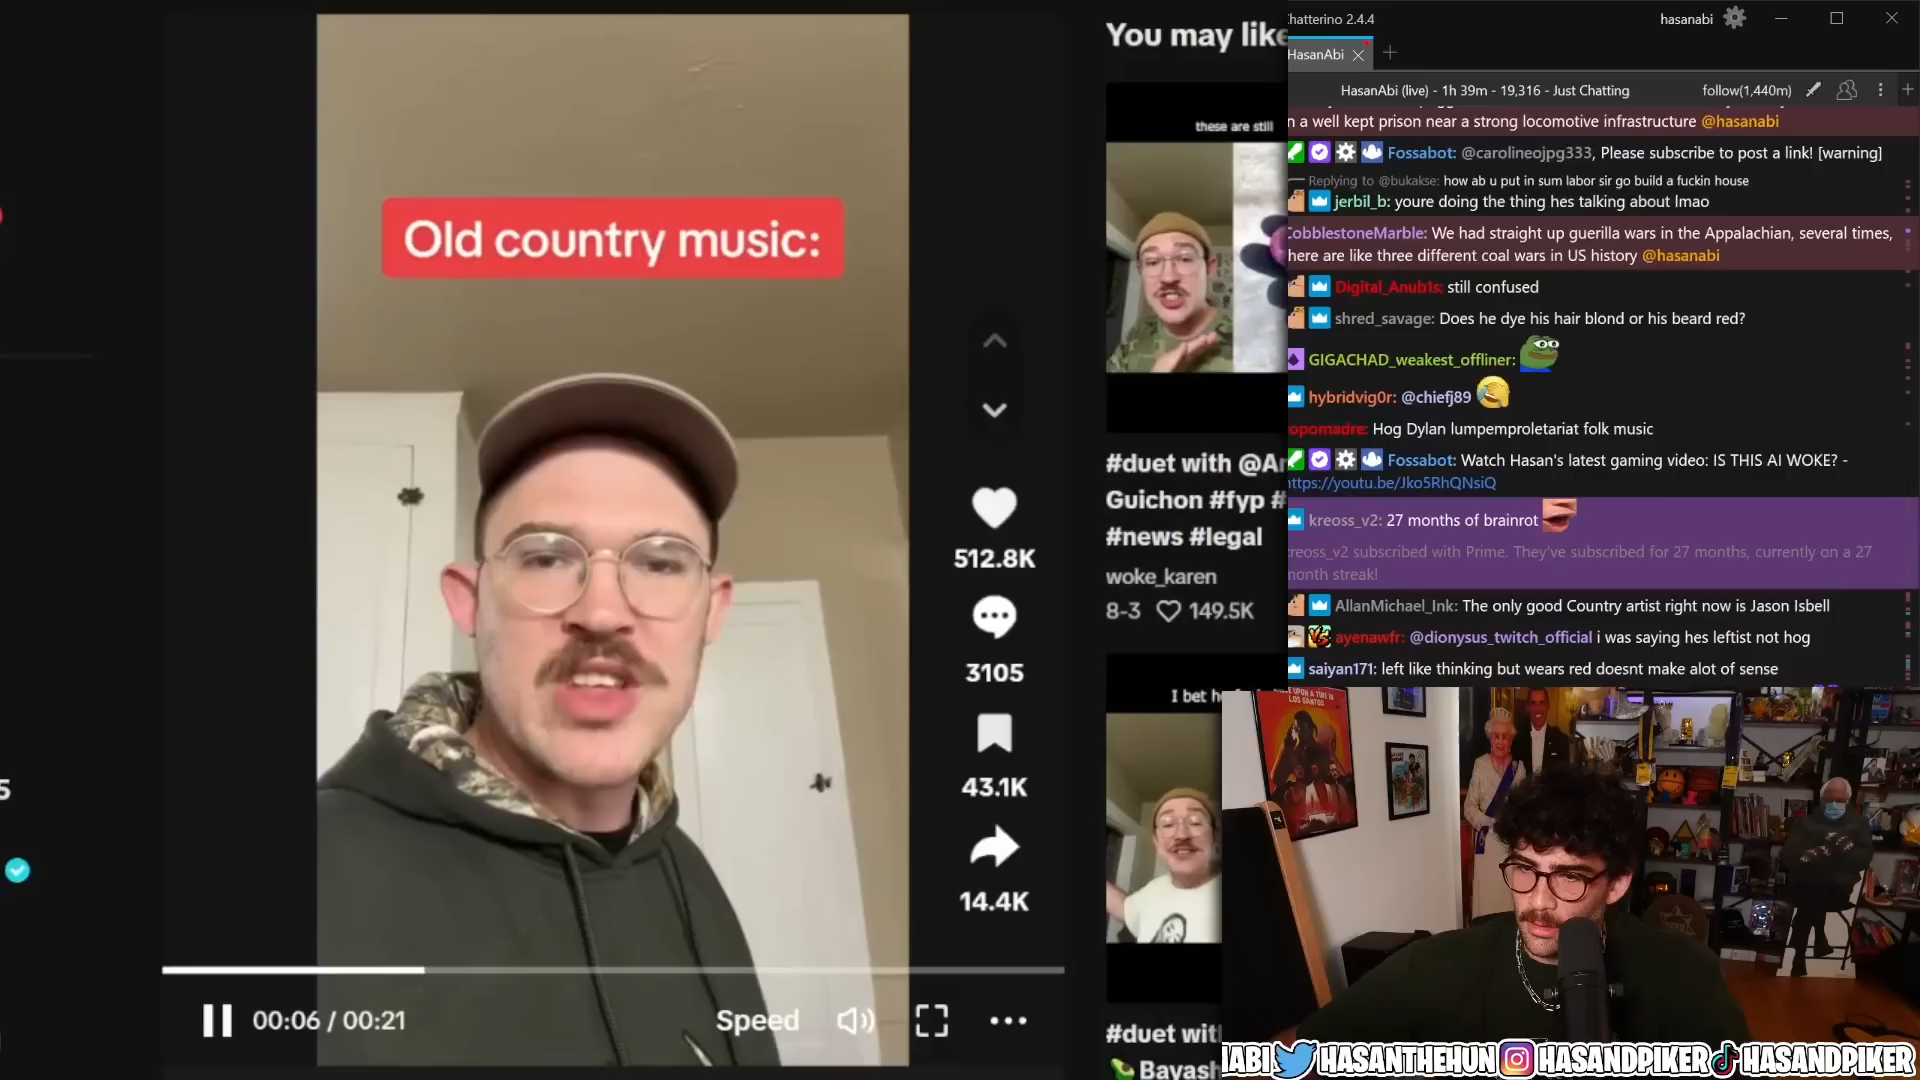 Old country music:
512.8K
3105
43.1K
14.4K
00:06 / 00:21
Speed
5
You may like
these are still
#duet with @A
Guichon #fyp #
#news #legal
woke_karen
8-3
149.5K
I bet h
#duet wit
Bayash
hatterino 2.4.4
hasanabi
HasanAbi
HasanAbi (live) - 1h 39m - 19,316 - Just Chatting
follow(1,440m)
n a well kept prison near a strong locomotive infrastructure @hasanabi
Fossabot: @carolineojpg333, Please subscribe to post a link! [warning]
Replying to @bukakse: how ab u put in sum labor sir go build a fuckin house
jerbil_b: youre doing the thing hes talking about lmao
CobblestoneMarble: We had straight up guerilla wars in the Appalachian, several times,
here are like three different coal wars in US history @hasanabi
Digital_Anub1s: still confused
shred_savage: Does he dye his hair blond or his beard red?
GIGACHAD_weakest_offliner:
hybridvig0r: @chiefj89
opomadre: Hog Dylan lumpemproletariat folk music
Fossabot: Watch Hasan's latest gaming video: IS THIS AI WOKE? -
https://youtu.be/Jko5RhQNsiQ
kreoss_v2: 27 months of brainrot
kreoss_v2 subscribed with Prime. They've subscribed for 27 months, currently on a 27
month streak!
AllanMichael_Ink: The only good Country artist right now is Jason Isbell
ayenawfr: @dionysus_twitch_official i was saying hes leftist not hog
saiyan171: left like thinking but wears red doesnt make alot of sense
LOS SANTOS
ABI HASANTHEHUN HASANDPIKER HASANDPIKER